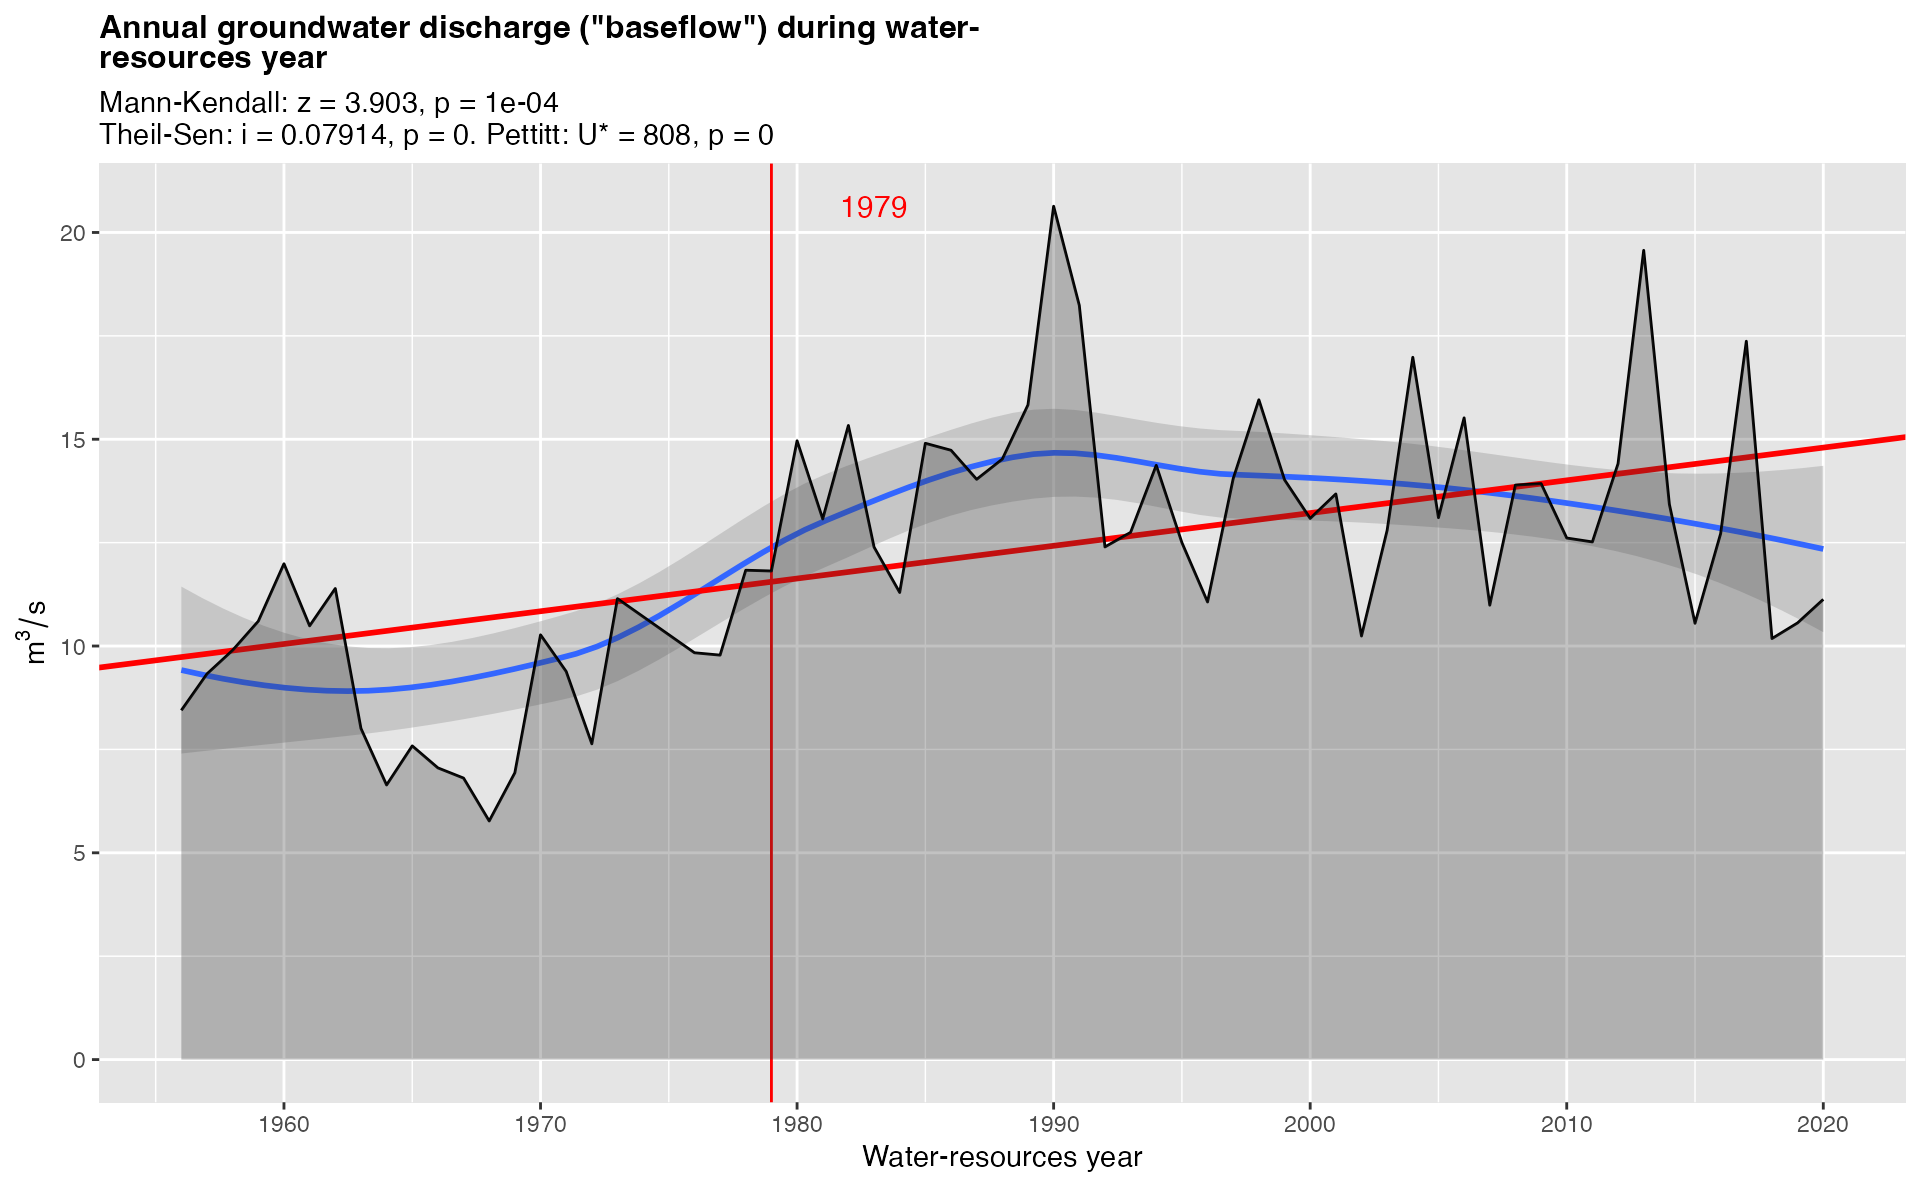 Annual groundwater discharge ("baseflow") during water-
resources year
Mann-Kendall: z = 3.903, p = 1e-04
Theil-Sen: i = 0.07914, p = 0. Pettitt: U* = 808, p = 0
1979
20
15
10
5
0
m³/s
1960 1970 1980 1990 2000 2010 2020
Water-resources year